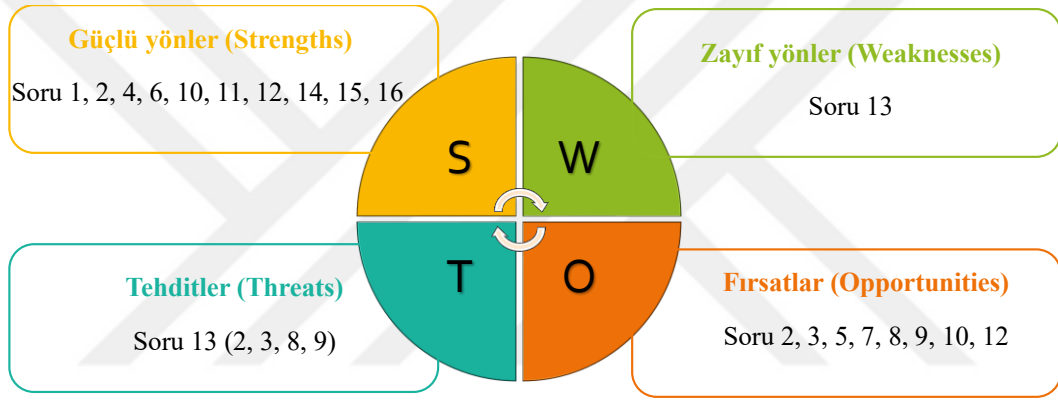 Güçlü yönler (Strengths)
Soru 1, 2, 4, 6, 10, 11, 12, 14, 15, 16
Zayıf yönler (Weaknesses)
Soru 13
S
W
T
O
Tehditler (Threats)
Soru 13 (2, 3, 8, 9)
Fırsatlar (Opportunities)
Soru 2, 3, 5, 7, 8, 9, 10, 12